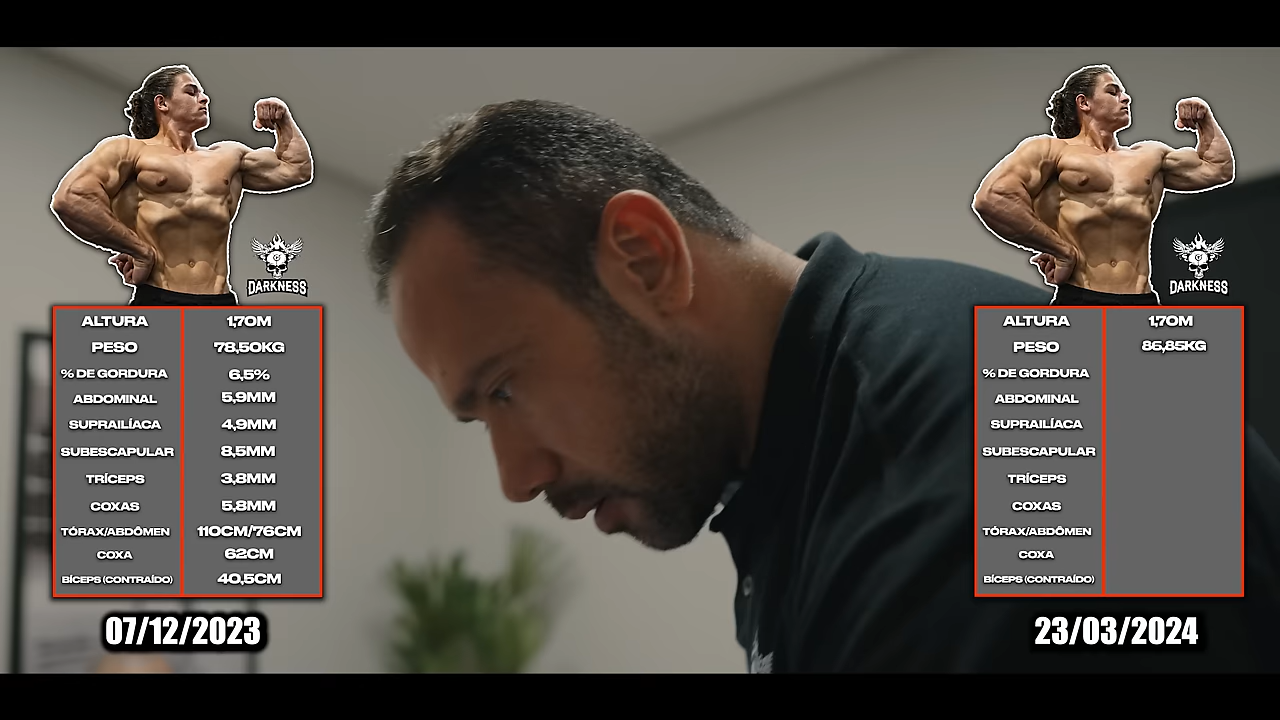 DARKNESS
ALTURA 1,70M
PESO 78,50KG
% DE GORDURA 6,5%
ABDOMINAL 5,9MM
SUPRAILÍACA 4,9MM
SUBESCAPULAR 8,5MM
TRÍCEPS 3,8MM
COXAS 5,8MM
TÓRAX/ABDÔMEN 110CM/76CM
COXA 62CM
BÍCEPS (CONTRAÍDO) 40,5CM
07/12/2023
DARKNESS
ALTURA 1,70M
PESO 86,85KG
% DE GORDURA
ABDOMINAL
SUPRAILÍACA
SUBESCAPULAR
TRÍCEPS
COXAS
TÓRAX/ABDÔMEN
COXA
BÍCEPS (CONTRAÍDO)
23/03/2024